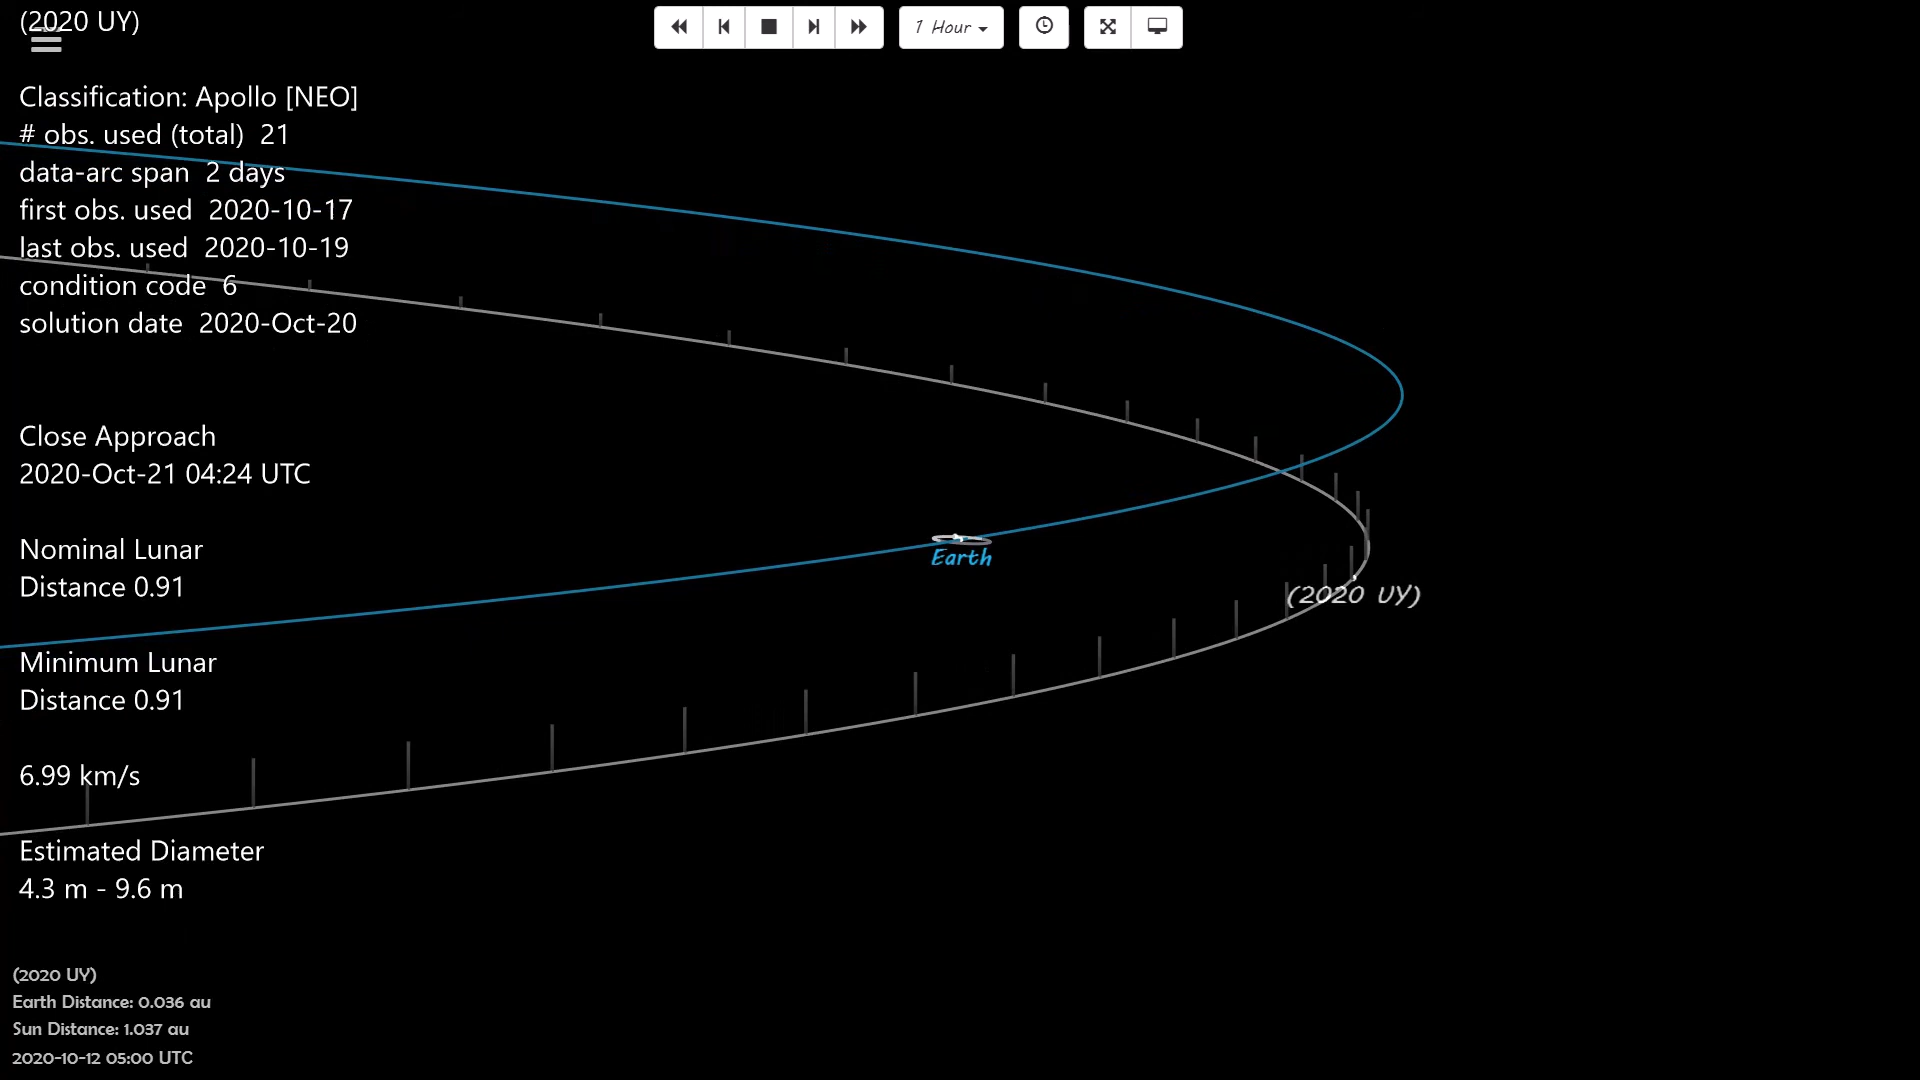 (2020 UY)
1 Hour
Classification: Apollo [NEO]
# obs. used (total) 21
data-arc span 2 days
first obs. used 2020-10-17
last obs. used 2020-10-19
condition code 6
solution date 2020-Oct-20
Close Approach
2020-Oct-21 04:24 UTC
Nominal Lunar
Distance 0.91
Earth
(2020 UY)
Minimum Lunar
Distance 0.91
6.99 km/s
Estimated Diameter
4.3 m - 9.6 m
(2020 UY)
Earth Distance: 0.036 au
Sun Distance: 1.037 au
2020-10-12 05:00 UTC